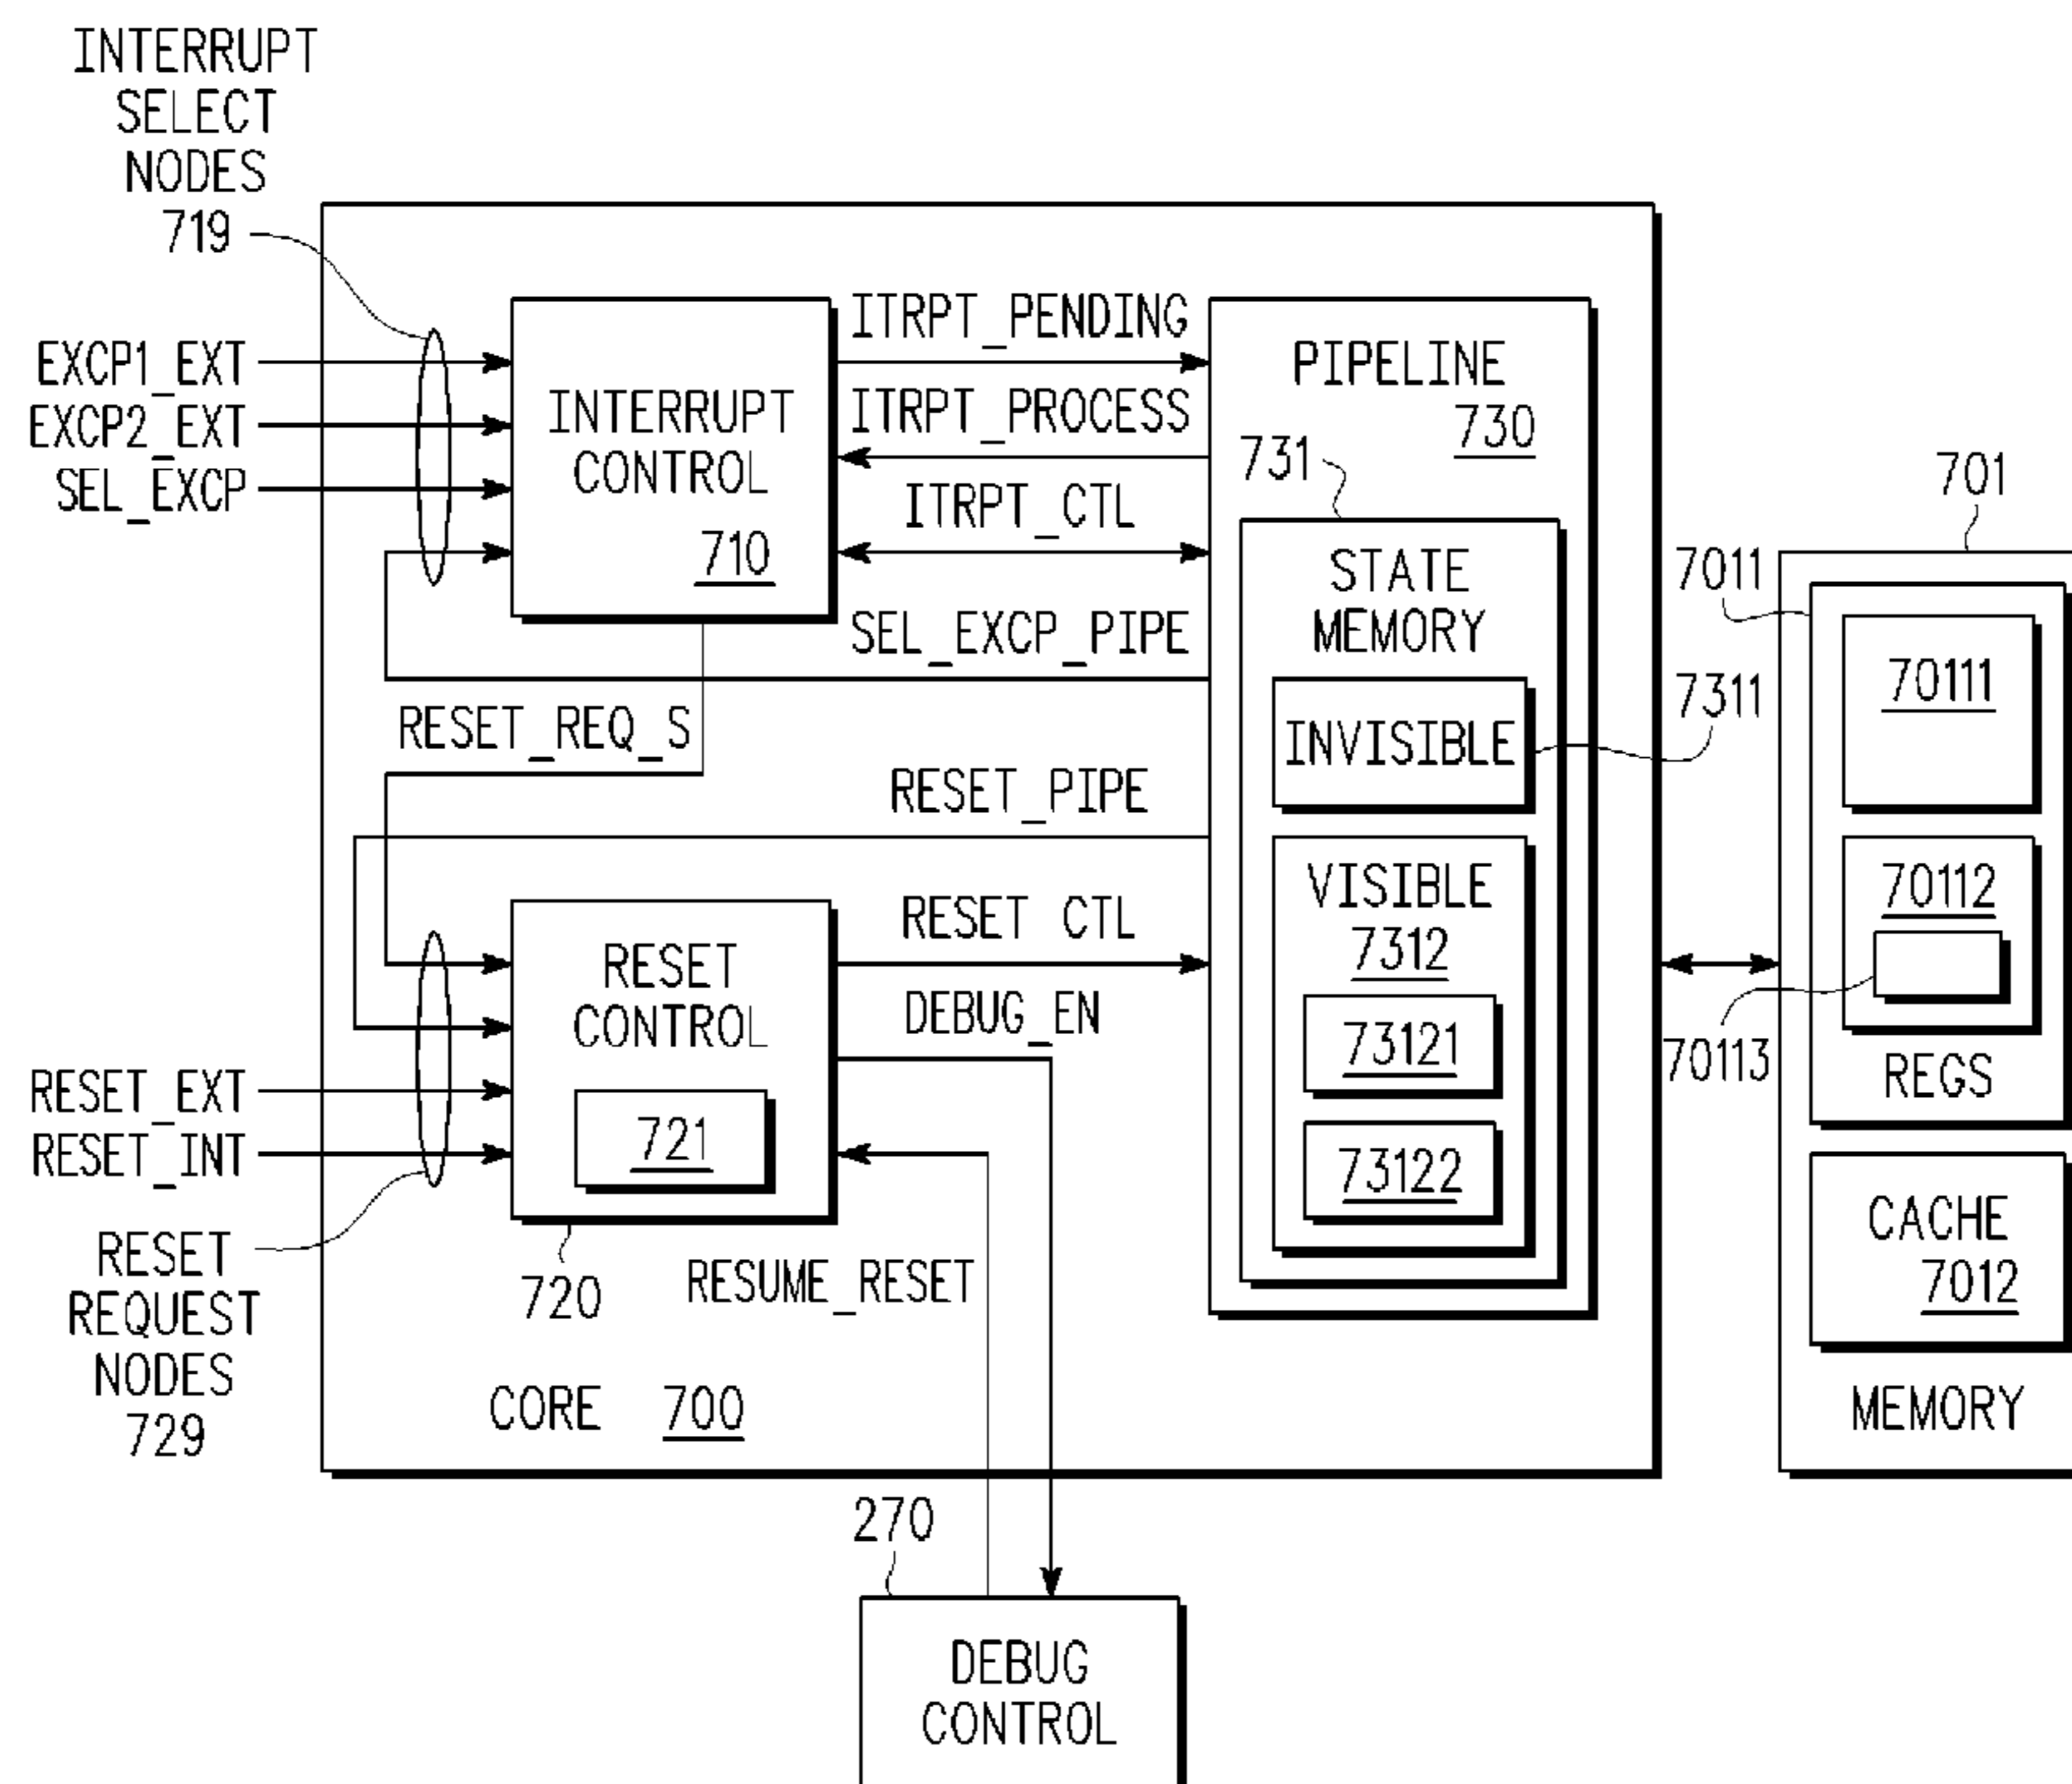 INTERRUPT
SELECT
NODES
719
EXCP1_EXT
EXCP2_EXT
SEL_EXCP
INTERRUPT
CONTROL
710
ITRPT_PENDING
ITRPT_PROCESS
ITRPT_CTL
SEL_EXCP_PIPE
RESET_REQ_S
RESET_PIPE
PIPELINE
730
731
STATE
MEMORY
INVISIBLE
7311
VISIBLE
7312
73121
73122
RESET
CONTROL
721
720
RESET CTL
DEBUG_EN
RESUME_RESET
RESET_EXT
RESET_INT
RESET
REQUEST
NODES
729
CORE 700
701
7011
70111
70112
70113
REGS
CACHE
7012
MEMORY
270
DEBUG
CONTROL